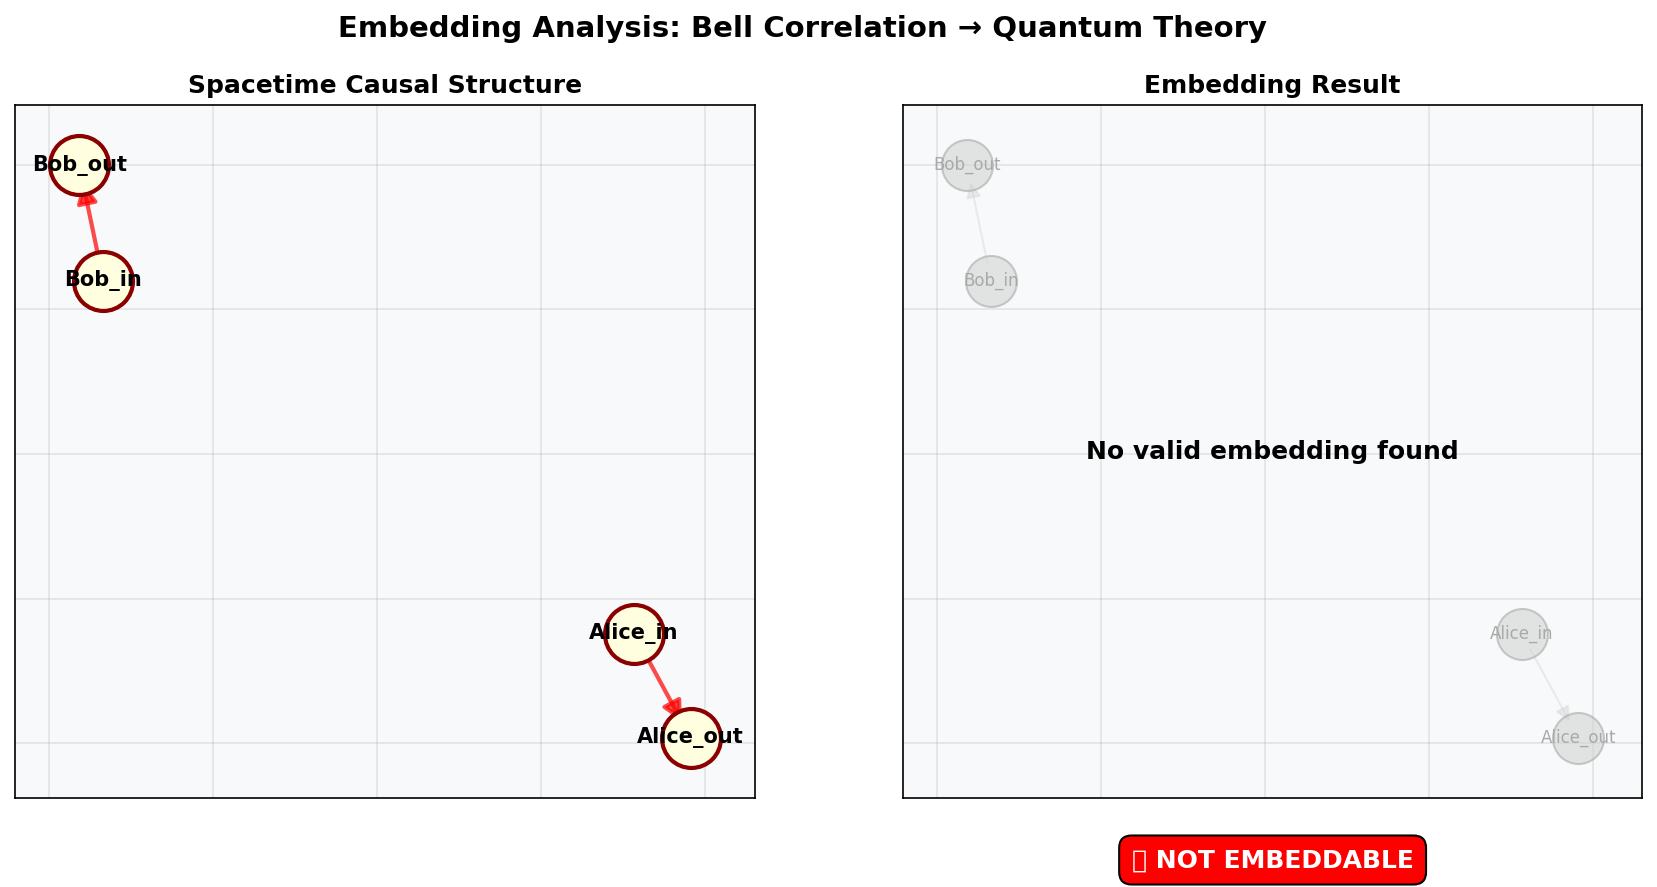 Embedding Analysis: Bell Correlation → Quantum Theory
Spacetime Causal Structure
Bob_out
Bob_in
Alice_in
Alice_out
Embedding Result
Bob_out
Bob_in
No valid embedding found
Alice_in
Alice_out
NOT EMBEDDABLE